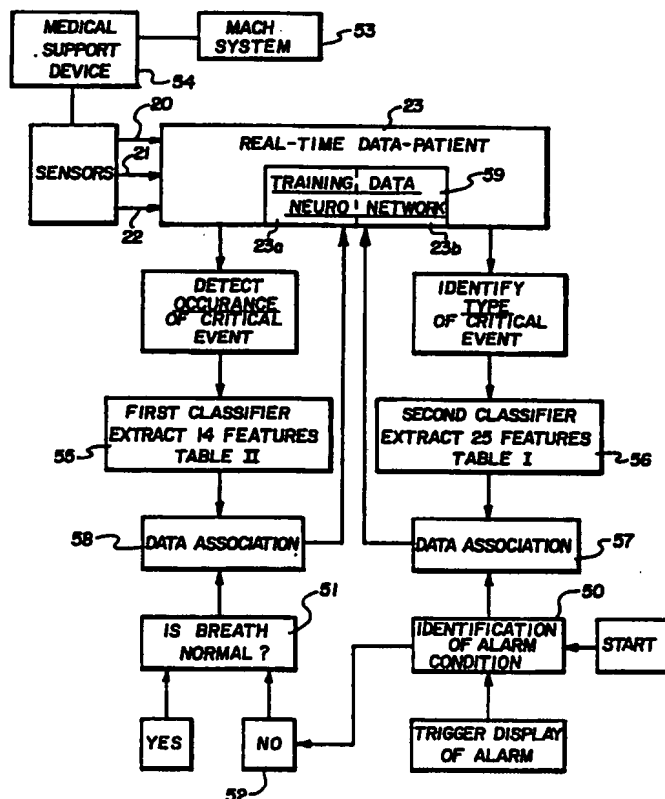 MEDICAL
SUPPORT
DEVICE
MACH
SYSTEM
53
54
20
23
SENSORS
21
22
REAL-TIME DATA-PATIENT
TRAINING DATA
NEURO NETWORK
59
23a
23b
DETECT
OCCURANCE
OF CRITICAL
EVENT
IDENTIFY
TYPE
OF CRITICAL
EVENT
FIRST CLASSIFIER
EXTRACT 14 FEATURES
TABLE II
55
SECOND CLASSIFIER
EXTRACT 25 FEATURES
TABLE I
56
58
DATA ASSOCIATION
DATA ASSOCIATION
57
51
IS BREATH
NORMAL ?
50
IDENTIFICATION
OF ALARM
CONDITION
START
YES
NO
52
TRIGGER DISPLAY
OF ALARM